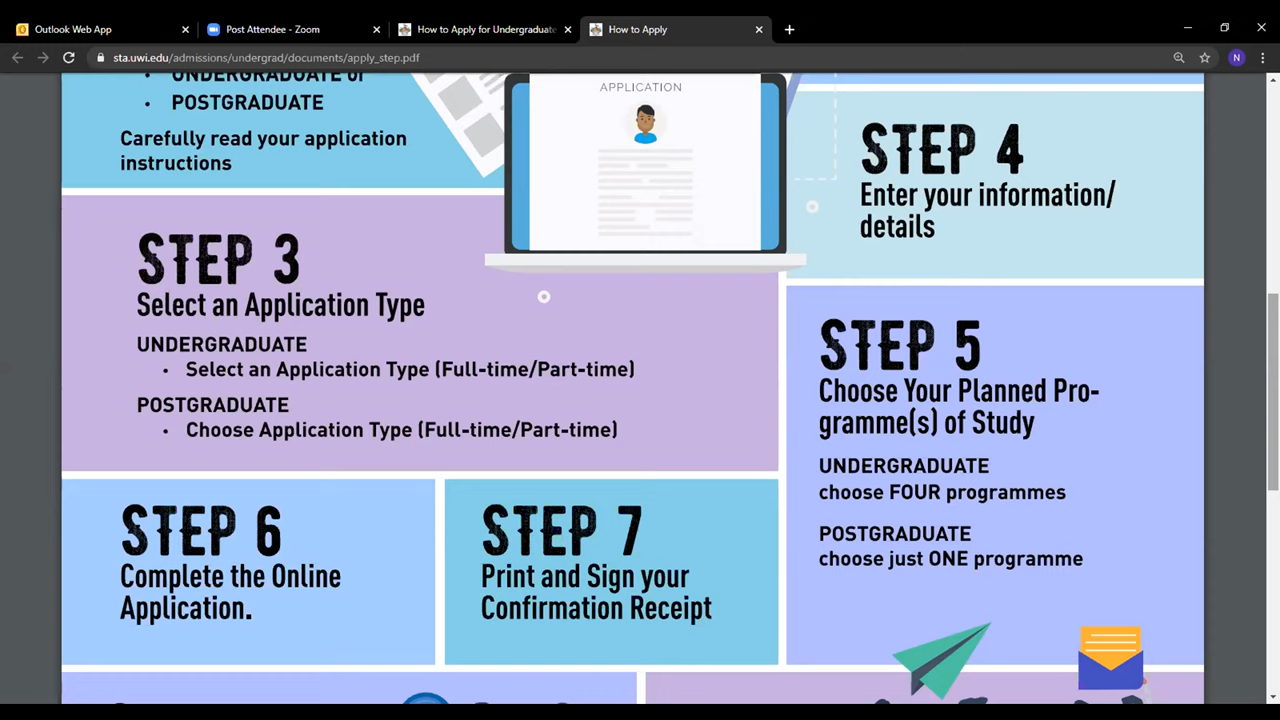 Outlook Web App
Post Attendee - Zoom
How to Apply for Undergraduate
How to Apply
sta.uwi.edu/admissions/undergrad/documents/apply_step.pdf
N
UNDERGRADUATE or
• POSTGRADUATE
Carefully read your application
instructions
APPLICATION
STEP 3
Select an Application Type
UNDERGRADUATE
• Select an Application Type (Full-time/Part-time)
POSTGRADUATE
• Choose Application Type (Full-time/Part-time)
STEP 4
Enter your information/
details
STEP 5
Choose Your Planned Pro-
gramme(s) of Study
UNDERGRADUATE
choose FOUR programmes
POSTGRADUATE
choose just ONE programme
STEP 6
Complete the Online
Application.
STEP 7
Print and Sign your
Confirmation Receipt